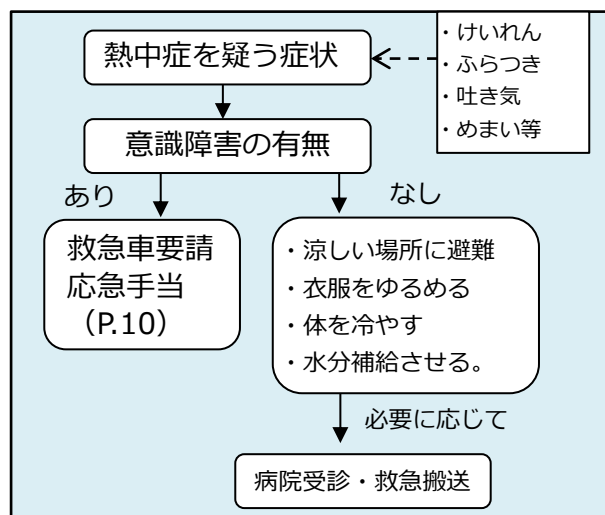 熱中症を疑う症状
・けいれん
・ふらつき
・吐き気
・めまい等
意識障害の有無
あり
なし
救急車要請
応急手当
（P.10）
・涼しい場所に避難
・衣服をゆるめる
・体を冷やす
・水分補給させる。
必要に応じて
病院受診・救急搬送